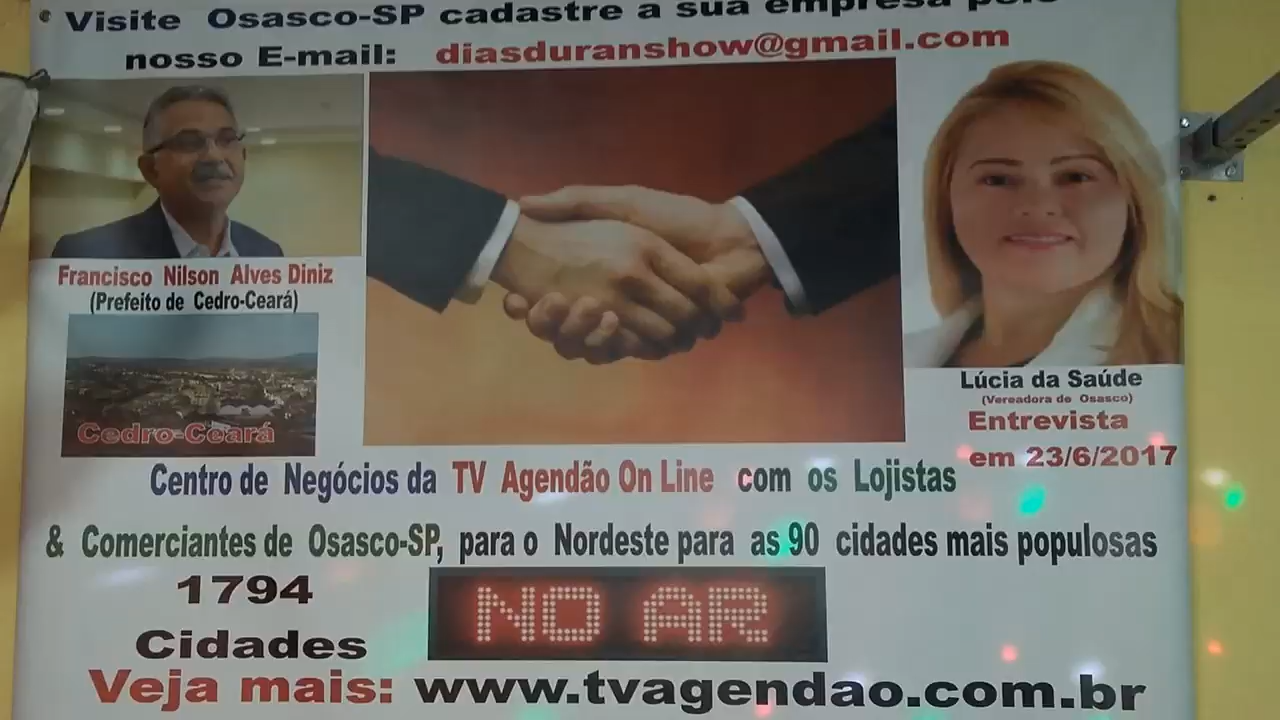 Visite Osasco-SP cadastre a sua empresa pelo
nosso E-mail: diasduranshow@gmail.com
Francisco Nilson Alves Diniz
(Prefeito de Cedro-Ceará)
Cedro-Ceará
Lúcia da Saúde
(Vereadora de Osasco)
Entrevista
em 23/6/2017
Centro de Negócios da TV Agendão On Line com os Lojistas
& Comerciantes de Osasco-SP, para o Nordeste para as 90 cidades mais populosas
1794
Cidades
NO AR
Veja mais: www.tvagendao.com.br